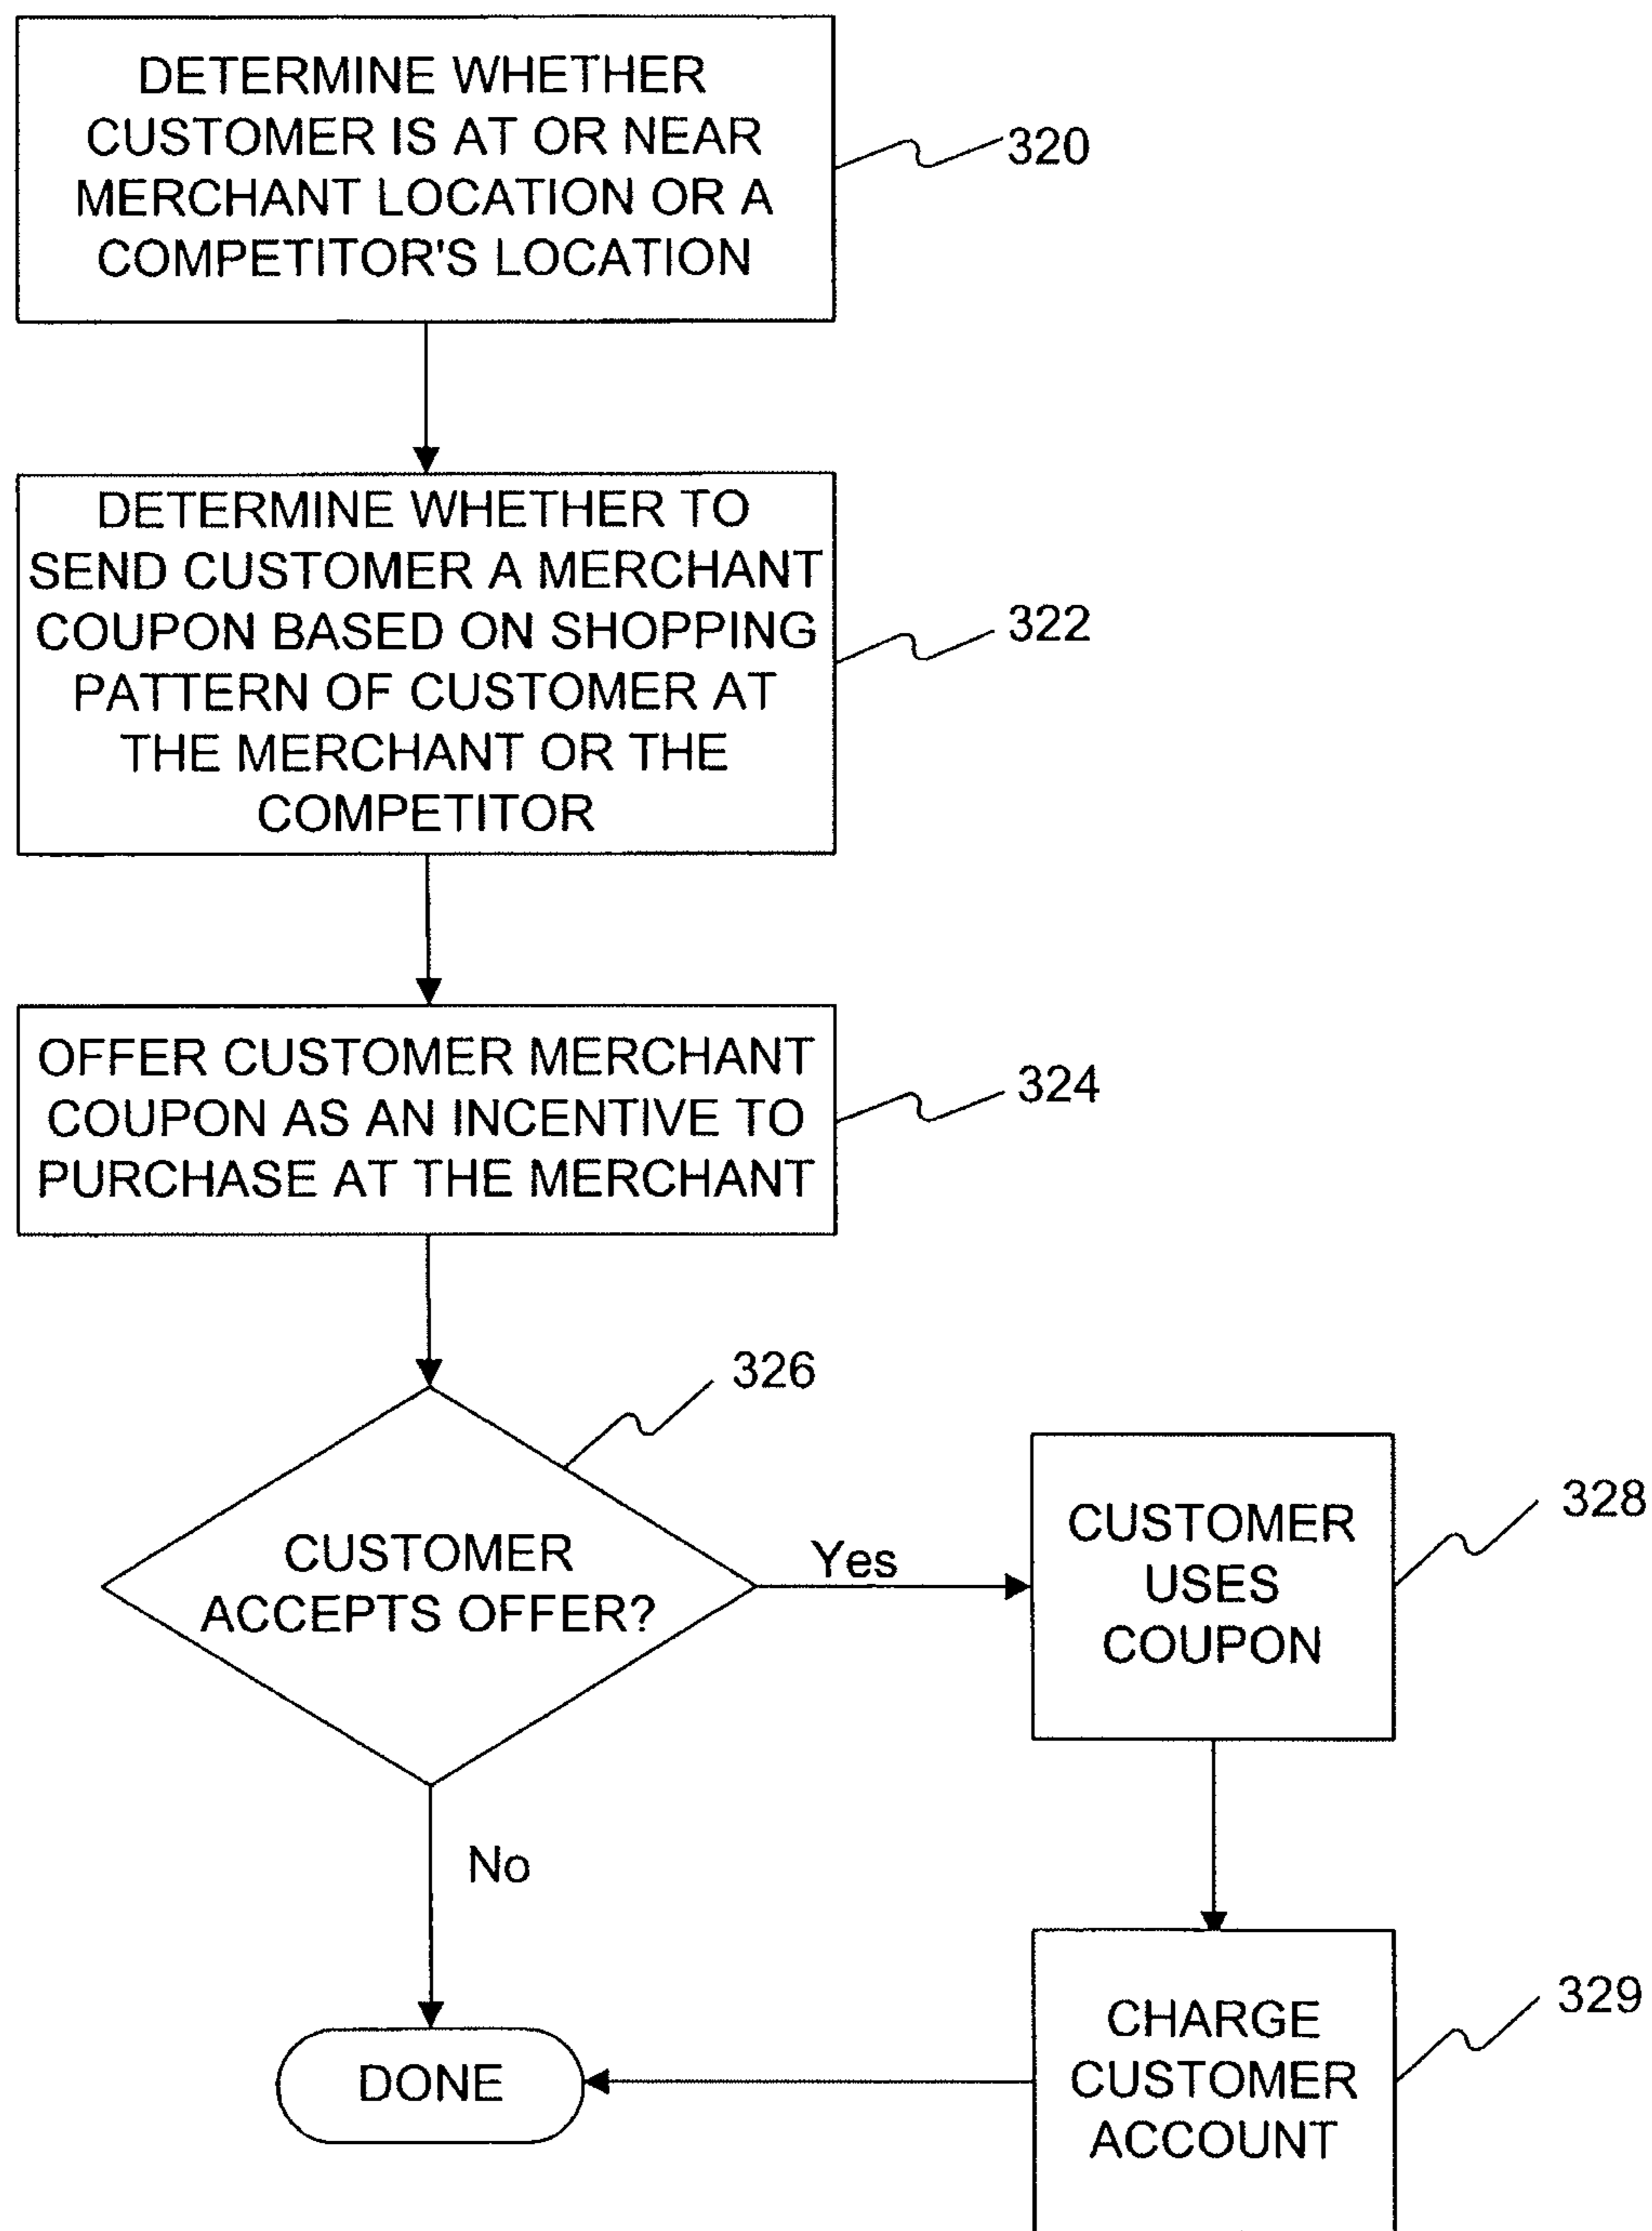 DETERMINE WHETHER
CUSTOMER IS AT OR NEAR
MERCHANT LOCATION OR A
COMPETITOR'S LOCATION
320
DETERMINE WHETHER TO
SEND CUSTOMER A MERCHANT
COUPON BASED ON SHOPPING
PATTERN OF CUSTOMER AT
THE MERCHANT OR THE
COMPETITOR
322
OFFER CUSTOMER MERCHANT
COUPON AS AN INCENTIVE TO
PURCHASE AT THE MERCHANT
324
326
CUSTOMER
ACCEPTS OFFER?
Yes
CUSTOMER
USES
COUPON
328
No
DONE
CHARGE
CUSTOMER
ACCOUNT
329